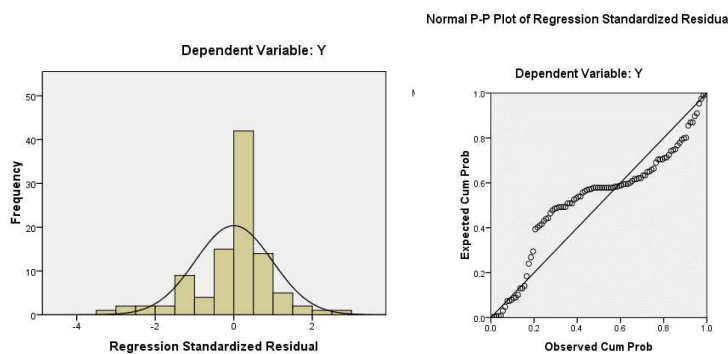 Dependent Variable: Y
50
40
30
20
10
0
Frequency
-4 -2 0 2
Regression Standardized Residual
Normal P-P Plot of Regression Standardized Residua
Dependent Variable: Y
1.0
0.8
0.6
0.4
0.2
0.0
Expected Cum Prob
0.0 0.2 0.4 0.6 0.8 1.0
Observed Cum Prob